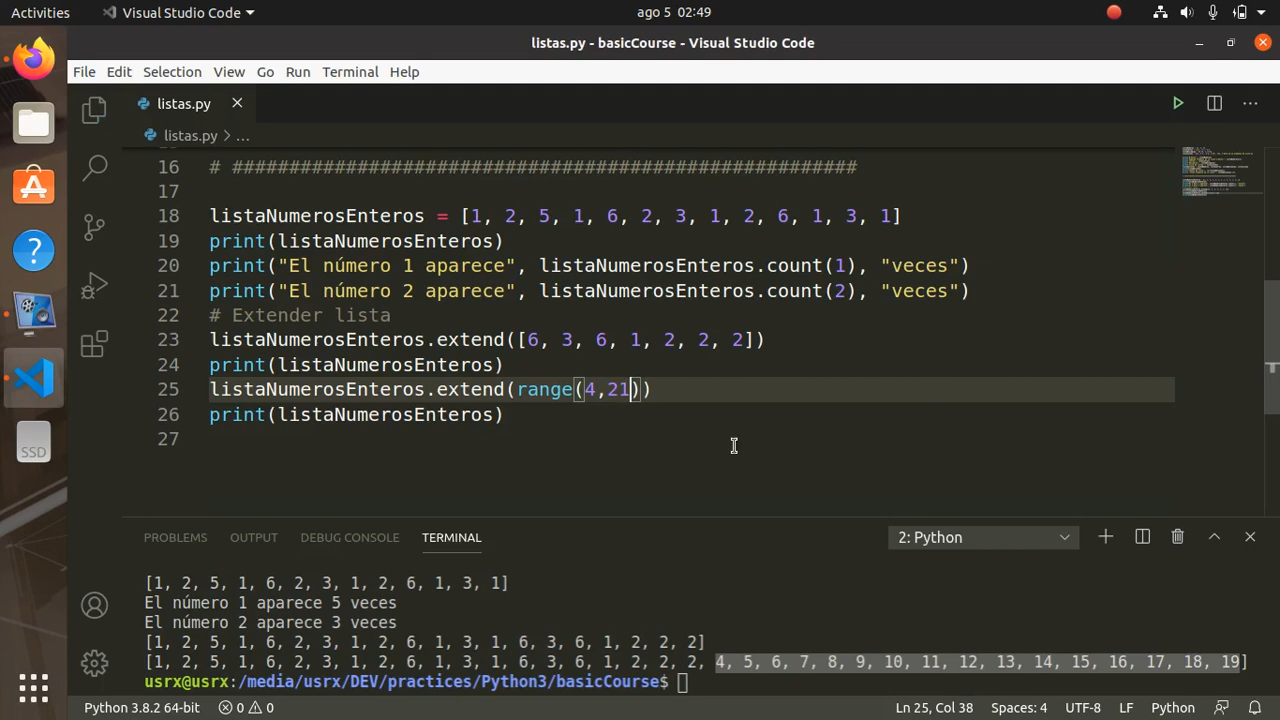 Activities Visual Studio Code ago 5 02:49
listas.py - basicCourse - Visual Studio Code
File Edit Selection View Go Run Terminal Help
listas.py
listas.py > ...
16 # #######################################################
17
18 listaNumerosEnteros = [1, 2, 5, 1, 6, 2, 3, 1, 2, 6, 1, 3, 1]
19 print(listaNumerosEnteros)
20 print("El número 1 aparece", listaNumerosEnteros.count(1), "veces")
21 print("El número 2 aparece", listaNumerosEnteros.count(2), "veces")
22 # Extender lista
23 listaNumerosEnteros.extend([6, 3, 6, 1, 2, 2, 2])
24 print(listaNumerosEnteros)
25 listaNumerosEnteros.extend(range(4,21))
26 print(listaNumerosEnteros)
27
SSD
PROBLEMS OUTPUT DEBUG CONSOLE TERMINAL 2: Python
[1, 2, 5, 1, 6, 2, 3, 1, 2, 6, 1, 3, 1]
El número 1 aparece 5 veces
El número 2 aparece 3 veces
[1, 2, 5, 1, 6, 2, 3, 1, 2, 6, 1, 3, 1, 6, 3, 6, 1, 2, 2, 2]
[1, 2, 5, 1, 6, 2, 3, 1, 2, 6, 1, 3, 1, 6, 3, 6, 1, 2, 2, 2, 4, 5, 6, 7, 8, 9, 10, 11, 12, 13, 14, 15, 16, 17, 18, 19]
usrx@usrx:/media/usrx/DEV/practices/Python3/basicCourse$
Python 3.8.2 64-bit 0 0 Ln 25, Col 38 Spaces: 4 UTF-8 LF Python